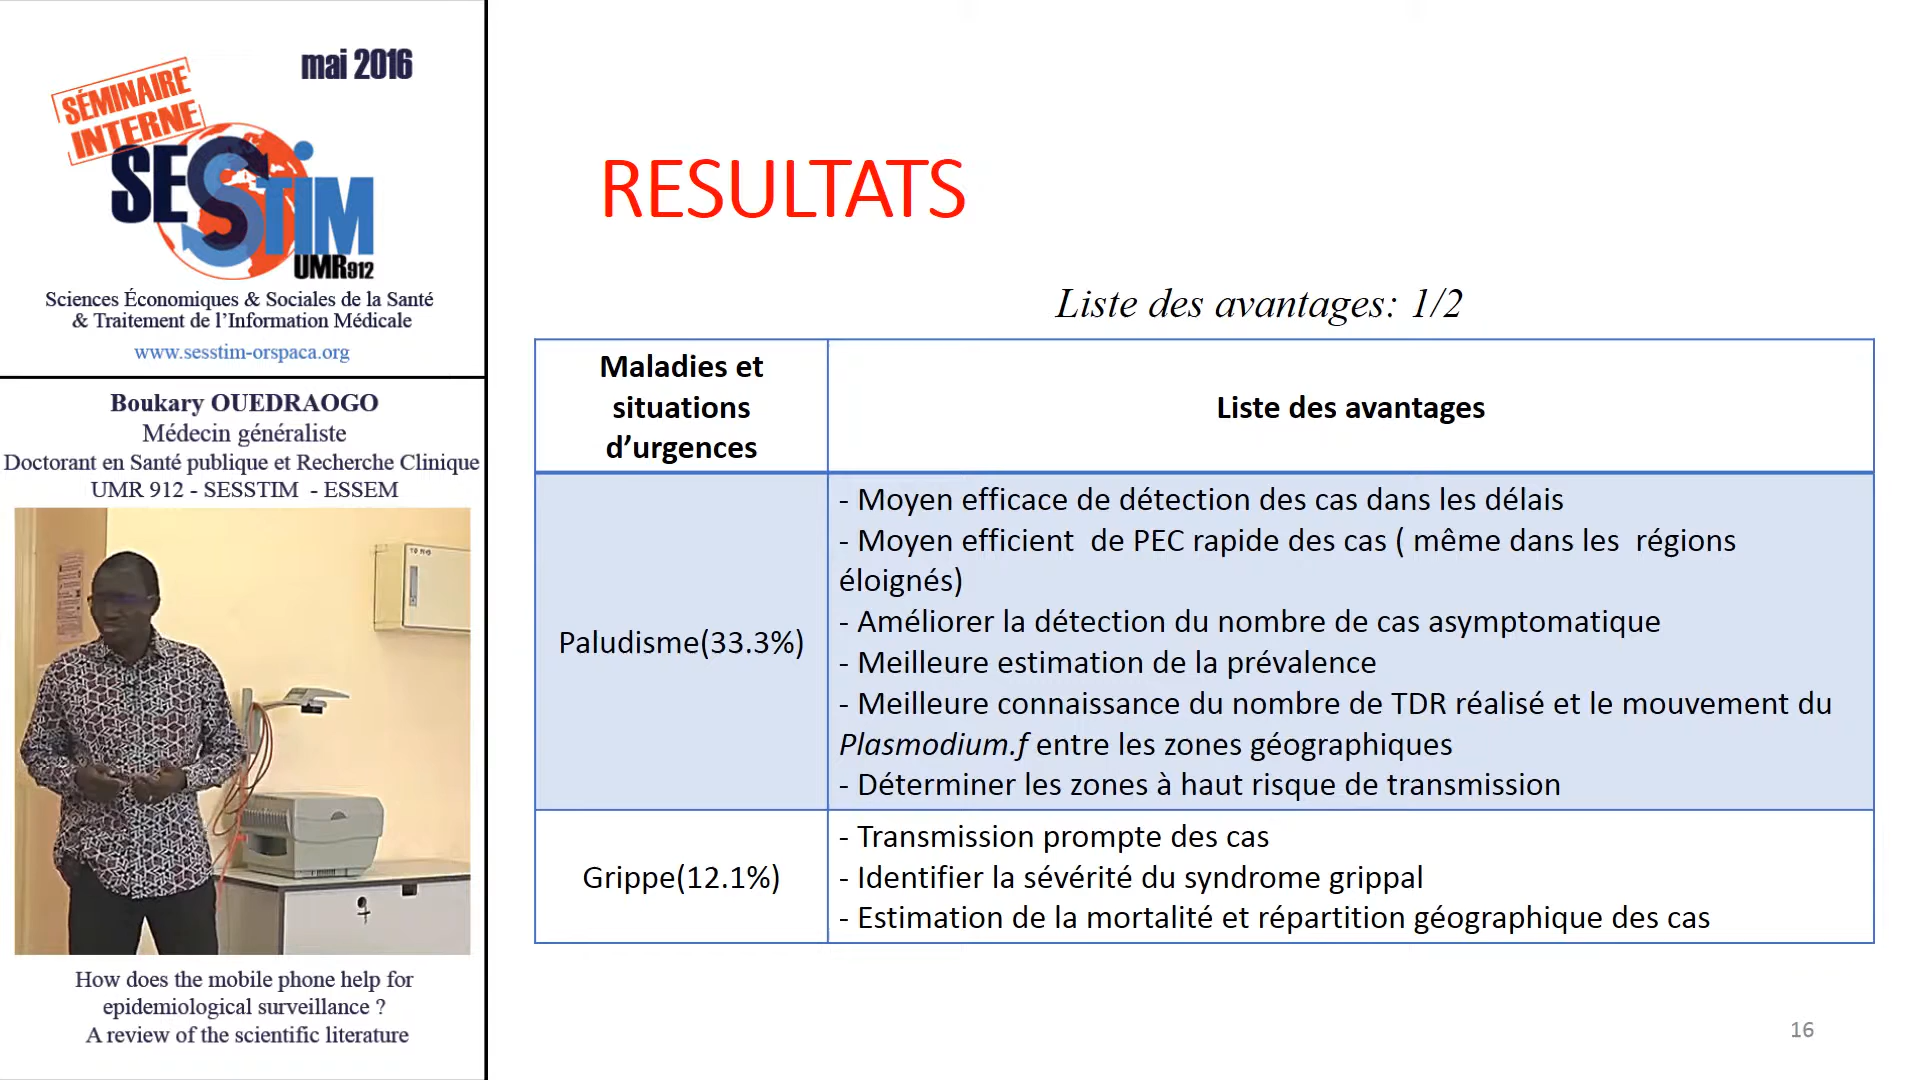 mai 2016
SÉMINAIRE
INTERNE
SESSTIM
UMR912
Sciences Économiques & Sociales de la Santé
& Traitement de l'Information Médicale
www.sesstim-orspaca.org
Boukary OUEDRAOGO
Médecin généraliste
Doctorant en Santé publique et Recherche Clinique
UMR 912 - SESSTIM - ESSEM
How does the mobile phone help for
epidemiological surveillance ?
A review of the scientific literature
RESULTATS
Liste des avantages: 1/2
Maladies et
situations
d’urgences
Liste des avantages
Paludisme(33.3%)
- Moyen efficace de détection des cas dans les délais
- Moyen efficient de PEC rapide des cas ( même dans les régions
éloignés)
- Améliorer la détection du nombre de cas asymptomatique
- Meilleure estimation de la prévalence
- Meilleure connaissance du nombre de TDR réalisé et le mouvement du
Plasmodium.f entre les zones géographiques
- Déterminer les zones à haut risque de transmission
Grippe(12.1%)
- Transmission prompte des cas
- Identifier la sévérité du syndrome grippal
- Estimation de la mortalité et répartition géographique des cas
16